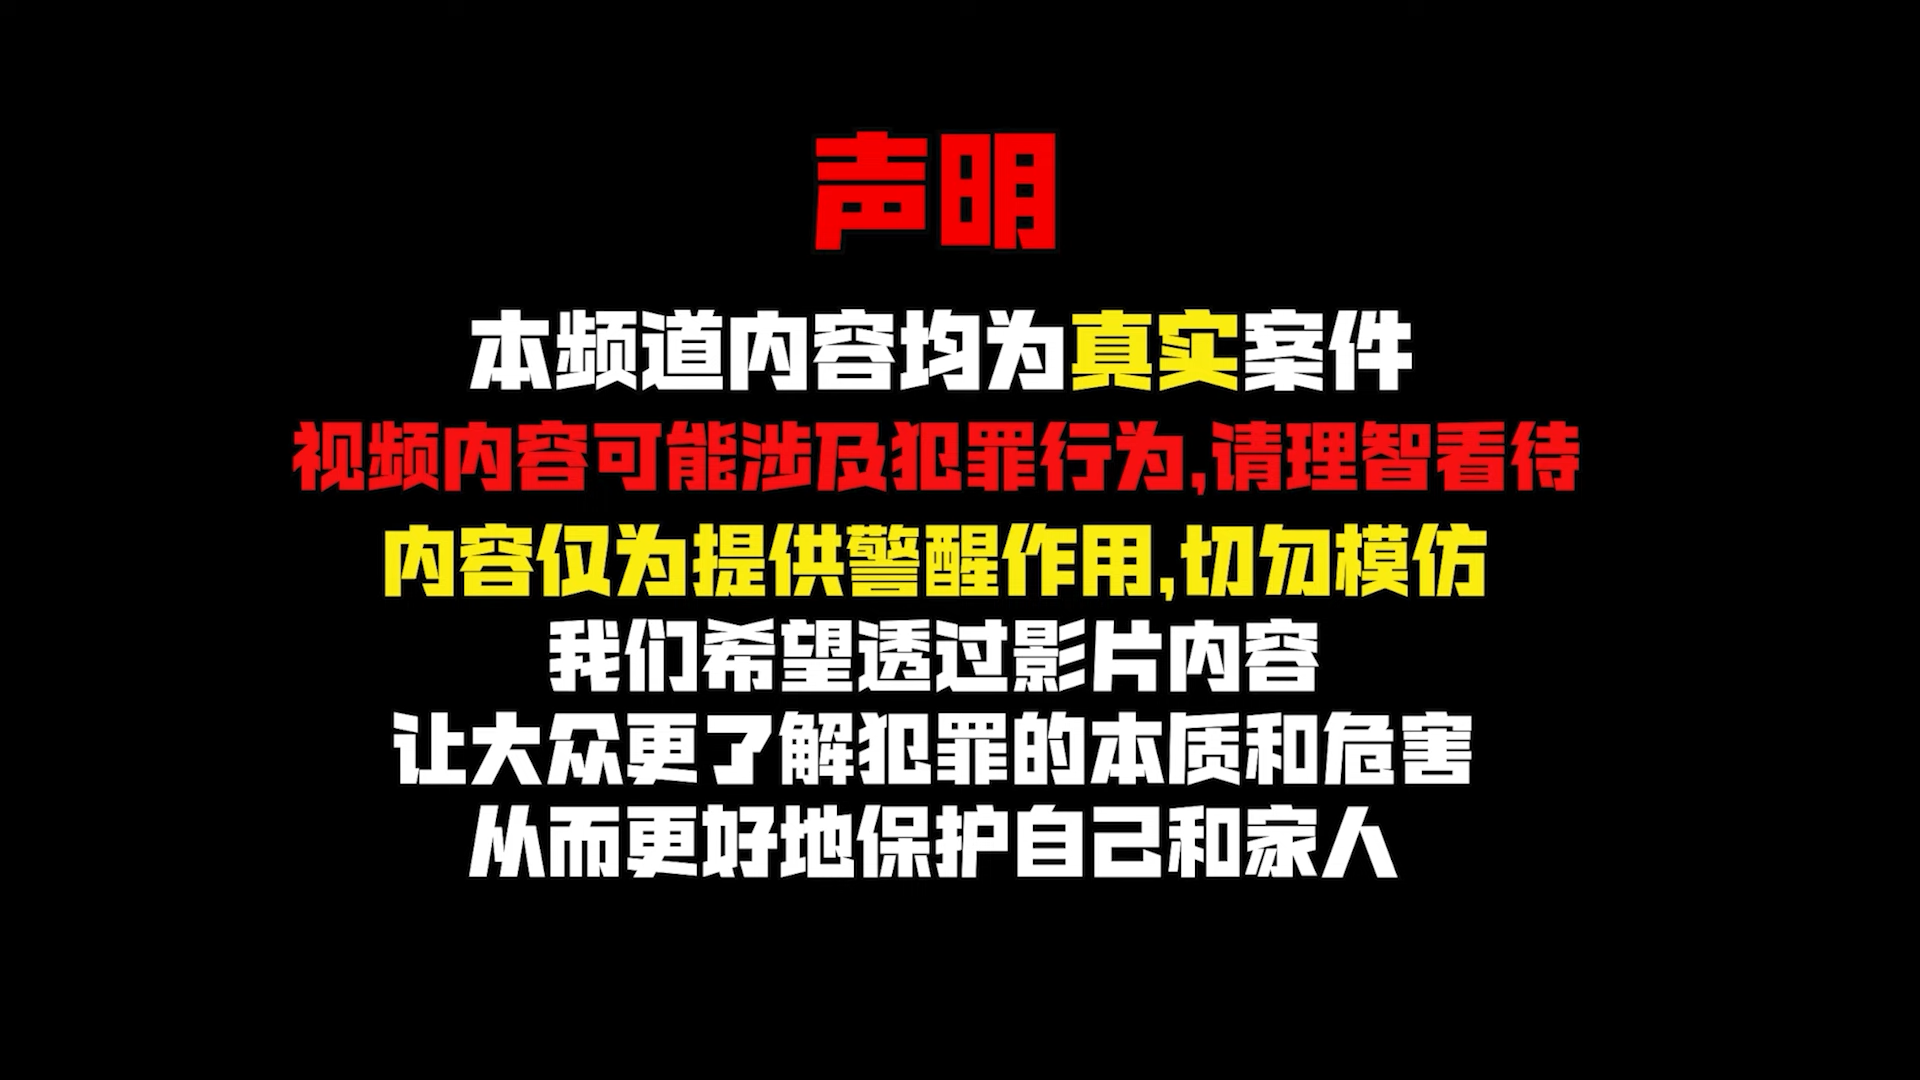 声明
本频道内容均为真实案件
视频内容可能涉及犯罪行为,请理智看待
内容仅为提供警醒作用,切勿模仿
我们希望透过影片内容
让大众更了解犯罪的本质和危害
从而更好地保护自己和家人